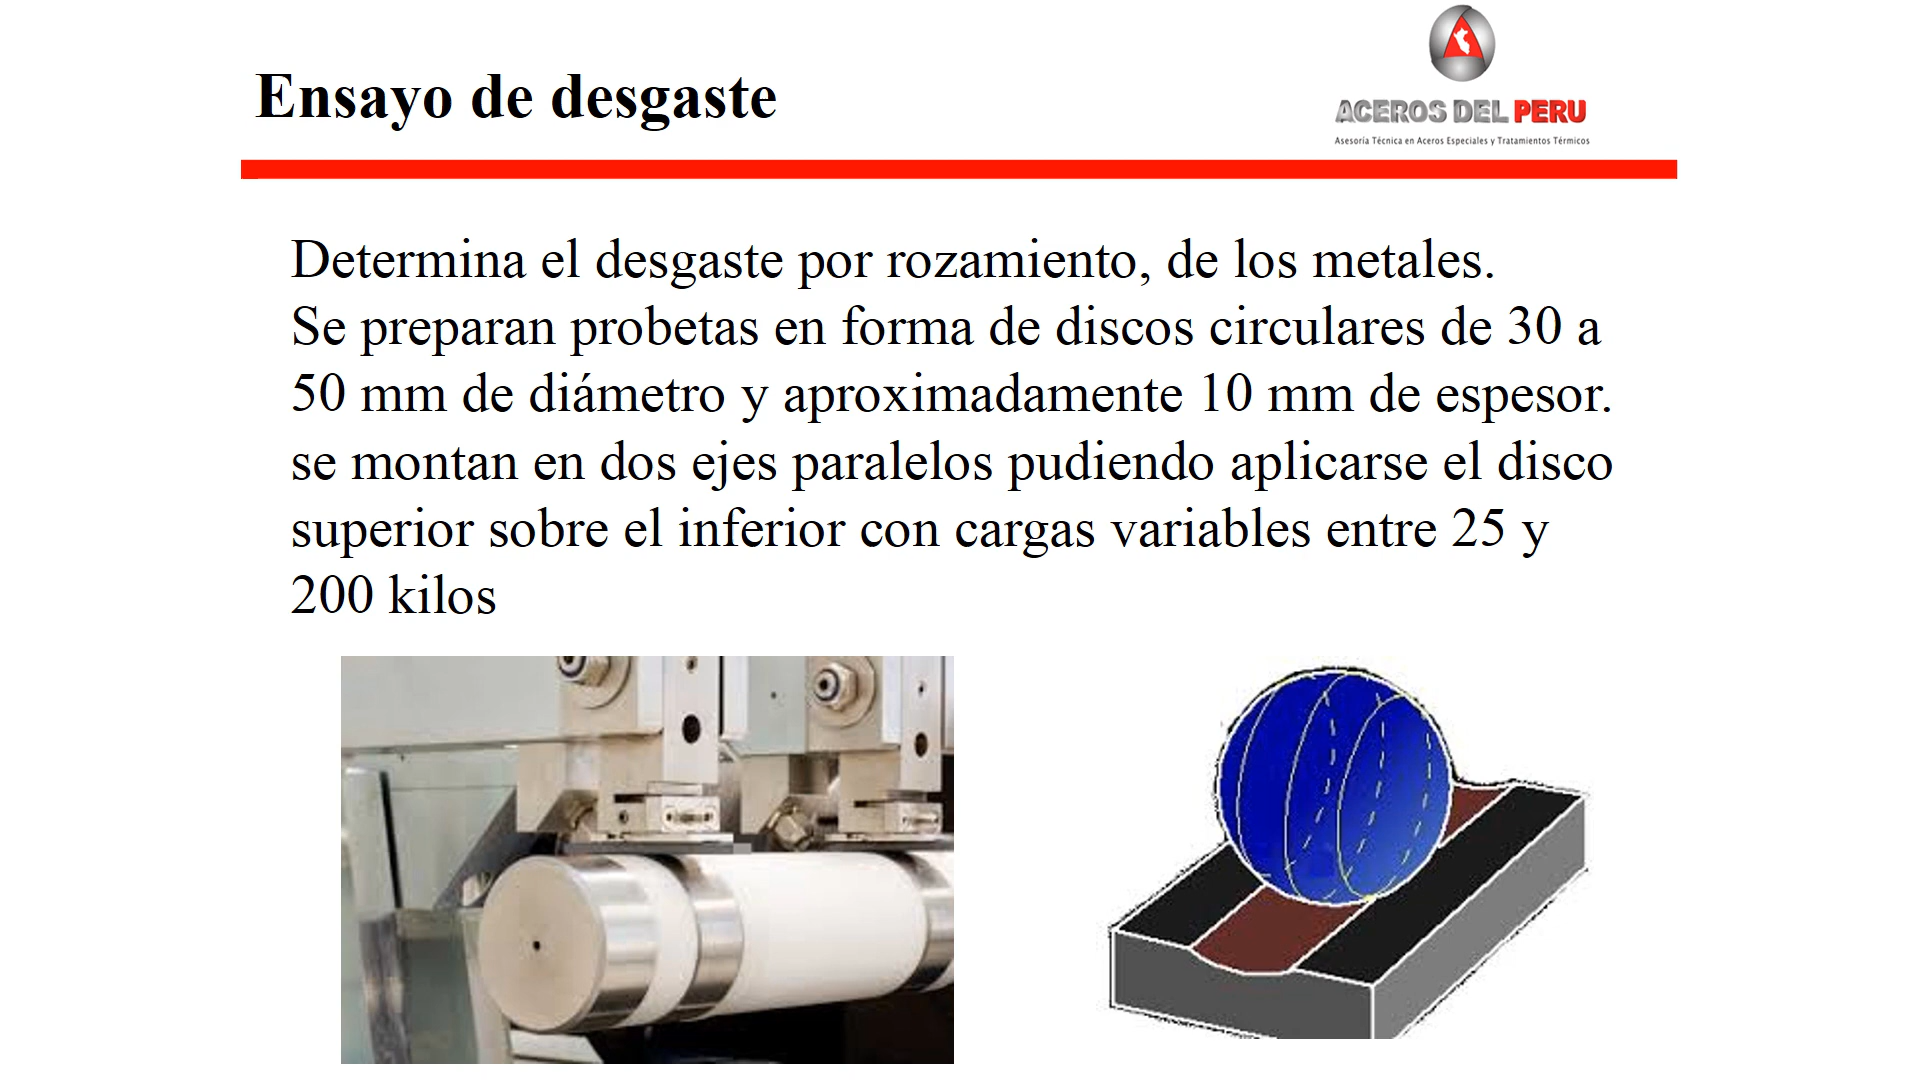 Ensayo de desgaste
ACEROS DEL PERU
Asesoría Técnica en Aceros Especiales y Tratamientos Térmicos
Determina el desgaste por rozamiento, de los metales.
Se preparan probetas en forma de discos circulares de 30 a
50 mm de diámetro y aproximadamente 10 mm de espesor.
se montan en dos ejes paralelos pudiendo aplicarse el disco
superior sobre el inferior con cargas variables entre 25 y
200 kilos